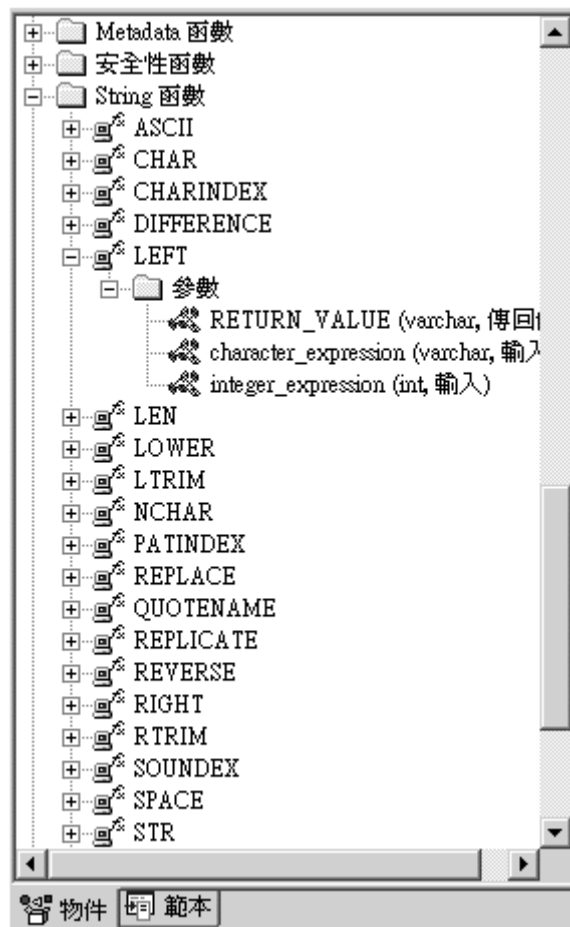 Metadata 函數
安全性函數
String 函數
ASCII
CHAR
CHARINDEX
DIFFERENCE
LEFT
參數
RETURN_VALUE (varchar, 傳回
character_expression (varchar, 輸入
integer_expression (int, 輸入)
LEN
LOWER
LTRIM
NCHAR
PATINDEX
REPLACE
QUOTENAME
REPLICATE
REVERSE
RIGHT
RTRIM
SOUNDEX
SPACE
STR
物件 範本